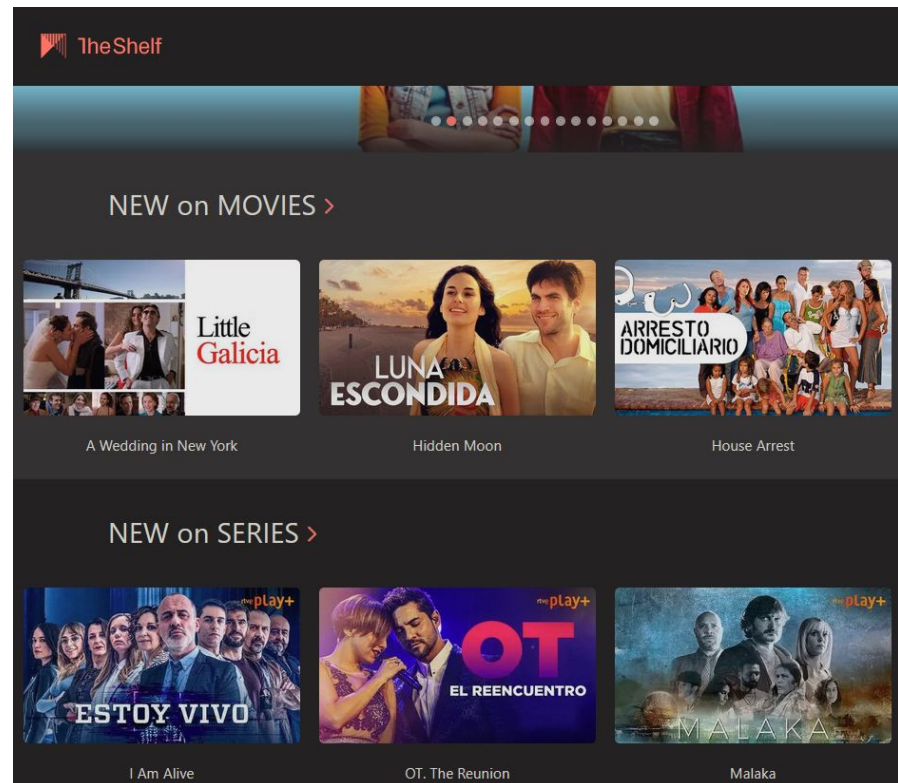 TheShelf
NEW on MOVIES >
Little
Galicia
LUNA
ESCONDIDA
ARRESTO
DOMICILIARIO
A Wedding in New York
Hidden Moon
House Arrest
NEW on SERIES >
rtve play+
ESTOY VIVO
rtve play+
OT
EL REENCUENTRO
rtve play+
MALAKA
I Am Alive
OT. The Reunion
Malaka